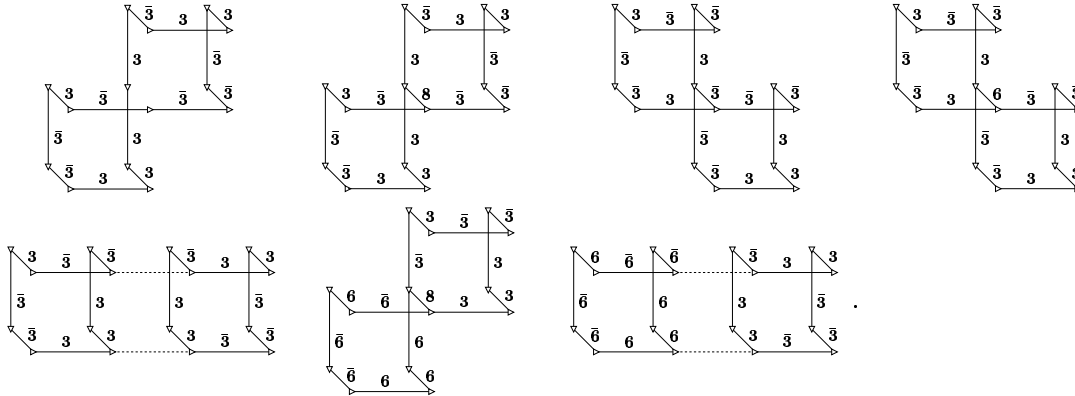 3̄ 3 3 3̄ 3 3 3 3̄ 3̄ 3 3̄ 3̄
3 3̄ 3 3̄ 3̄ 3 3̄ 3
3 3̄ 3̄ 3̄ 3 3̄ 8 3̄ 3̄ 3̄ 3 3̄ 3̄ 3̄ 3̄ 3 6 3̄
3̄ 3 3̄ 3 3̄ 3 3̄ 3
3̄ 3 3 3̄ 3 3 3̄ 3 3 3̄ 3
3 3̄ 3̄
3 3̄ 3̄ 3̄ 3 3 3̄ 3 6 6̄ 6̄ 3̄ 3 3
3̄ 3 3 3̄ 6 6̄ 8 3 3 6̄ 6 3 3̄ .
3̄ 3 3 3 3̄ 3̄ 6̄ 6 6̄ 6 6 3 3̄ 3̄
6̄ 6 6